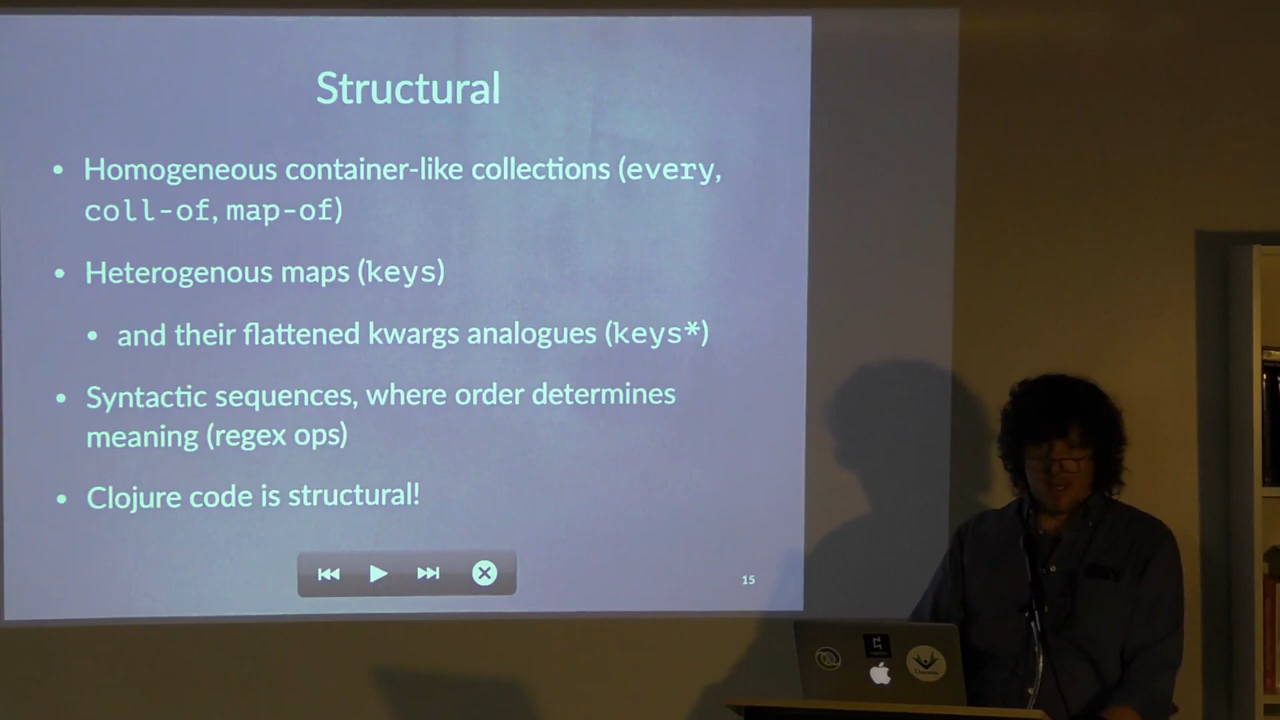 Structural
• Homogeneous container-like collections (every,
coll-of, map-of)
• Heterogenous maps (keys)
• and their flattened kwargs analogues (keys*)
• Syntactic sequences, where order determines
meaning (regex ops)
• Clojure code is structural!
15